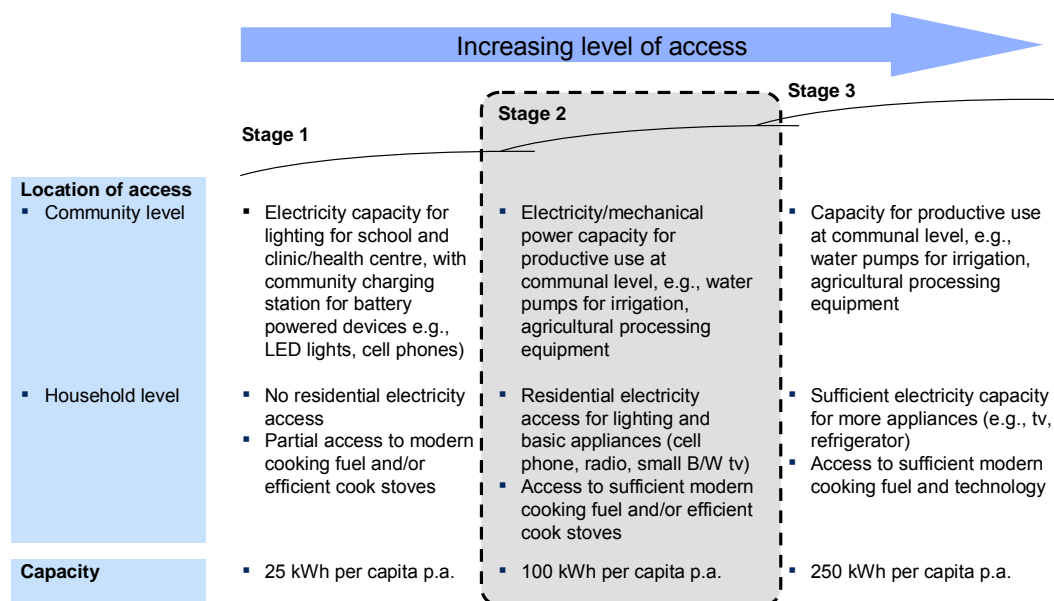 Increasing level of access
Stage 1
Stage 2
Stage 3
Location of access
▪ Community level
▪ Electricity capacity for
lighting for school and
clinic/health centre, with
community charging
station for battery
powered devices e.g.,
LED lights, cell phones)
▪ Electricity/mechanical
power capacity for
productive use at
communal level, e.g., water
pumps for irrigation,
agricultural processing
equipment
▪ Capacity for productive use
at communal level, e.g.,
water pumps for irrigation,
agricultural processing
equipment
▪ Household level
▪ No residential electricity
access
▪ Partial access to modern
cooking fuel and/or
efficient cook stoves
▪ Residential electricity
access for lighting and
basic appliances (cell
phone, radio, small B/W tv)
▪ Access to sufficient modern
cooking fuel and/or efficient
cook stoves
▪ Sufficient electricity capacity
for more appliances (e.g., tv,
refrigerator)
▪ Access to sufficient modern
cooking fuel and technology
Capacity
▪ 25 kWh per capita p.a.
▪ 100 kWh per capita p.a.
▪ 250 kWh per capita p.a.